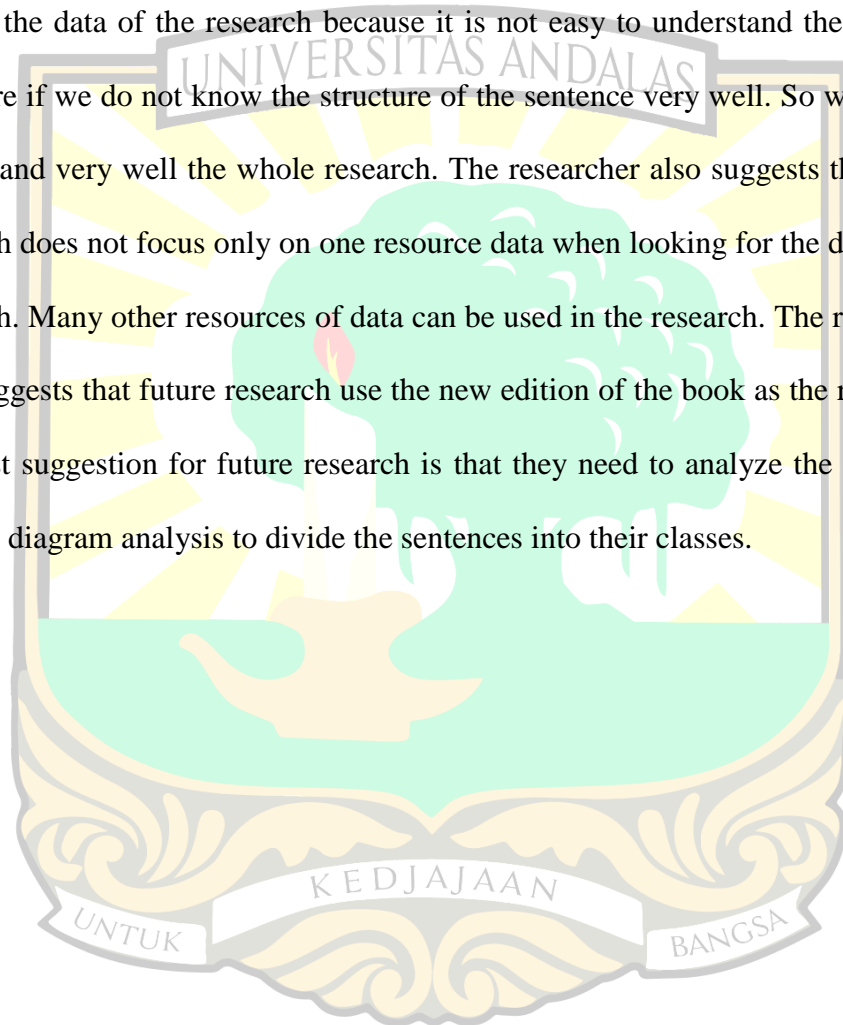 the data of the research because it is not easy to understand the
UNIVERSITAS ANDALAS
re if we do not know the structure of the sentence very well. So w
and very well the whole research. The researcher also suggests th
h does not focus only on one resource data when looking for the d
h. Many other resources of data can be used in the research. The r
ggests that future research use the new edition of the book as the r
st suggestion for future research is that they need to analyze the
diagram analysis to divide the sentences into their classes.
KEDJAJAAN
UNTUK
BANGSA